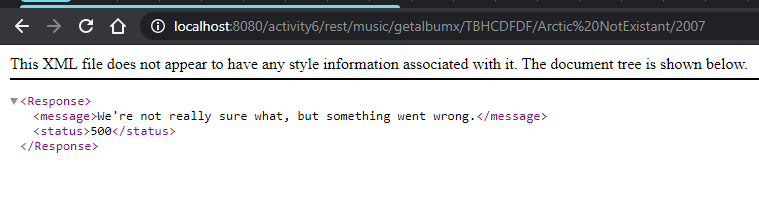 localhost:8080/activity6/rest/music/getalbumx/TBHCDFDF/Arctic%20NotExistant/2007
This XML file does not appear to have any style information associated with it. The document tree is shown below.
▼<Response>
<message>We're not really sure what, but something went wrong.</message>
<status>500</status>
</Response>